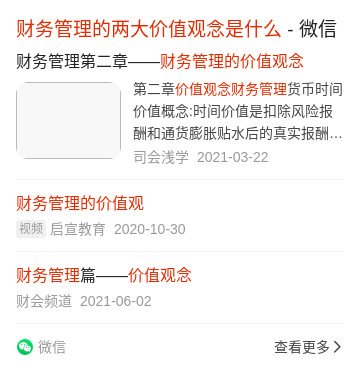 财务管理的两大价值观念是什么 - 微信
财务管理第二章——财务管理的价值观念
第二章价值观念财务管理货币时间
价值概念:时间价值是扣除风险报
酬和通货膨胀贴水后的真实报酬...
司会浅学 2021-03-22
财务管理的价值观
视频 启宣教育 2020-10-30
财务管理篇——价值观念
财会频道 2021-06-02
微信 查看更多